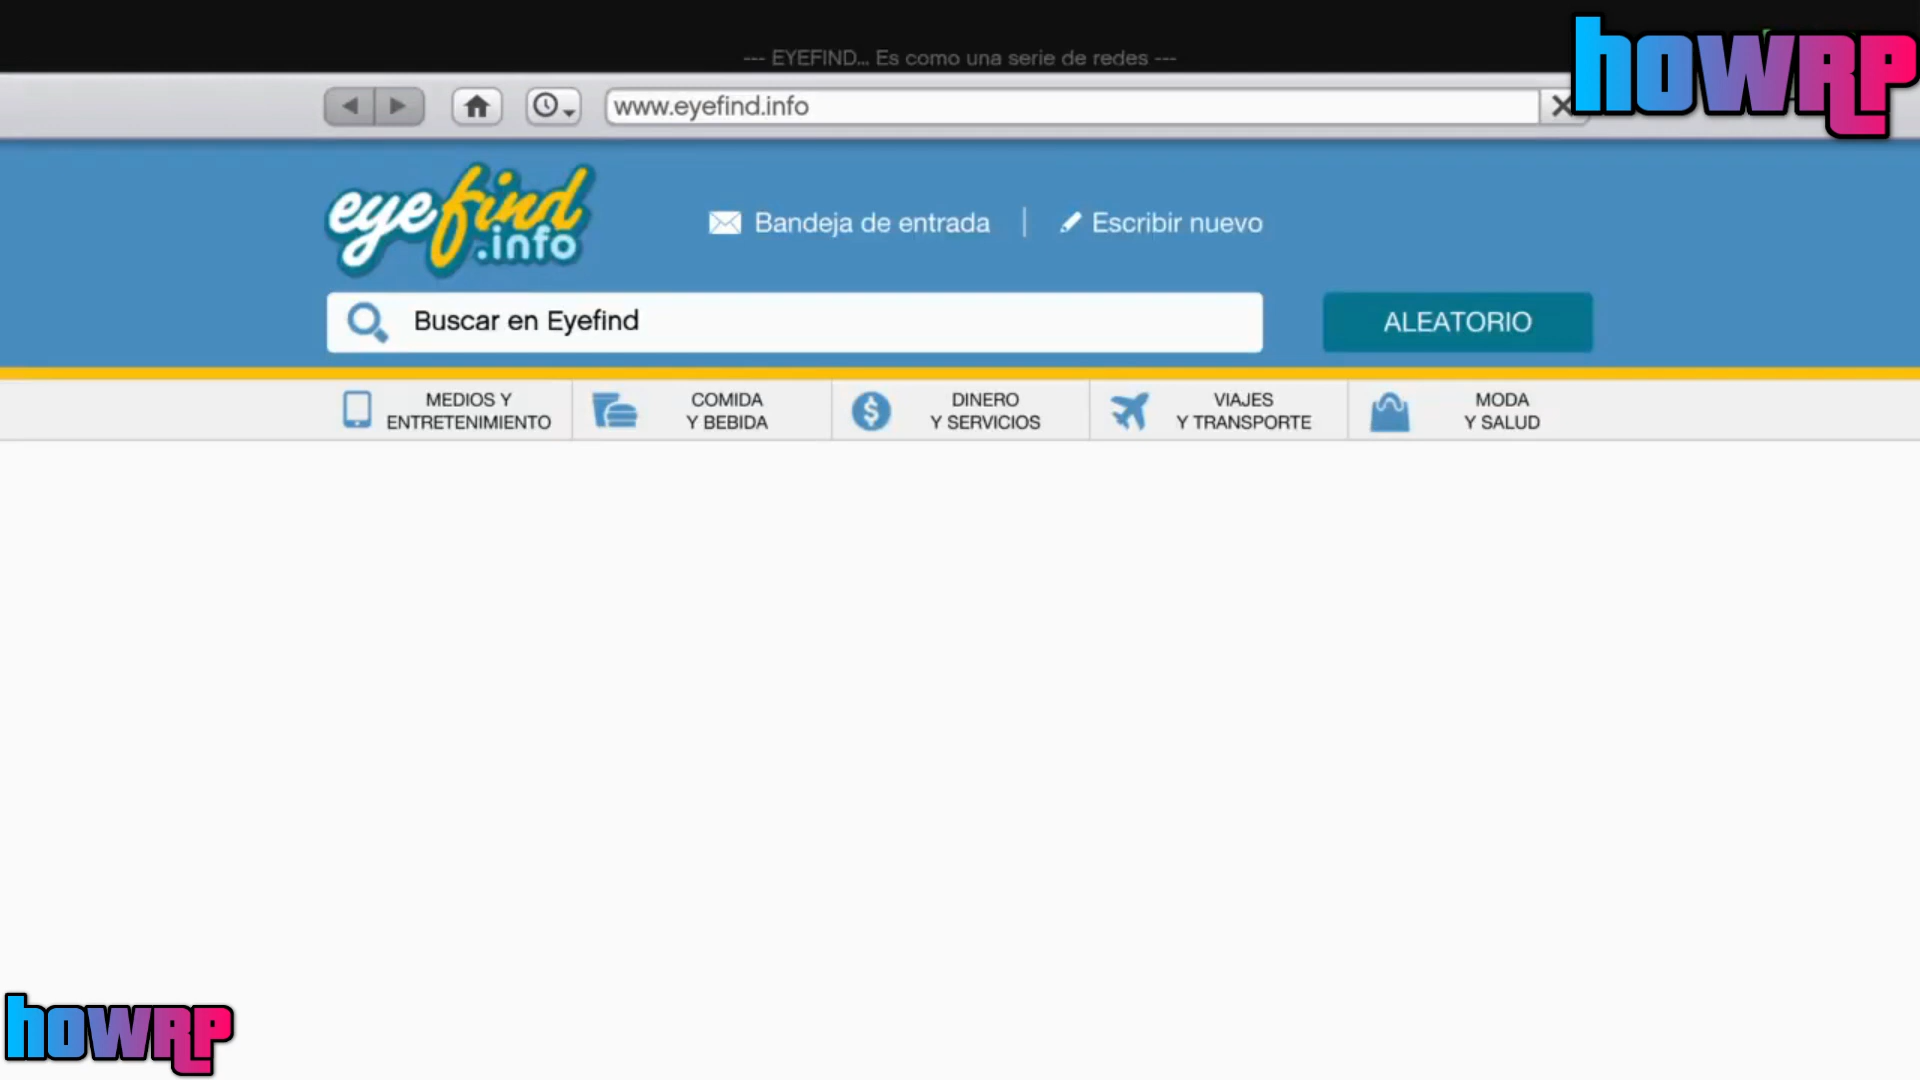 --- EYEFIND... Es como una serie de redes ---
howRP
www.eyefind.info
eyefind
.info
Bandeja de entrada
Escribir nuevo
Buscar en Eyefind
ALEATORIO
MEDIOS Y
ENTRETENIMIENTO
COMIDA
Y BEBIDA
DINERO
Y SERVICIOS
VIAJES
Y TRANSPORTE
MODA
Y SALUD
howRP